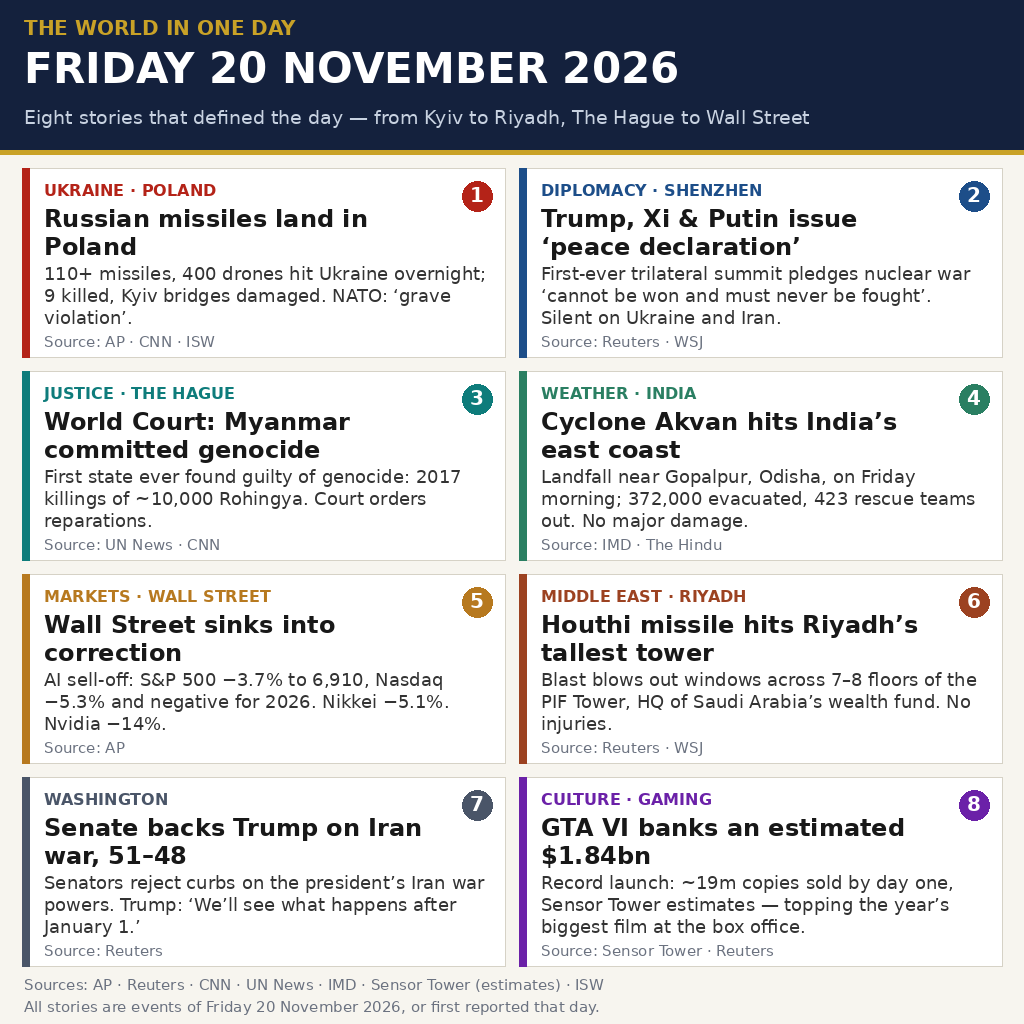 THE WORLD IN ONE DAY
FRIDAY 20 NOVEMBER 2026
Eight stories that defined the day — from Kyiv to Riyadh, The Hague to Wall Street
UKRAINE · POLAND
1
Russian missiles land in
Poland
110+ missiles, 400 drones hit Ukraine overnight;
9 killed, Kyiv bridges damaged. NATO: ‘grave
violation’.
Source: AP · CNN · ISW
DIPLOMACY · SHENZHEN
2
Trump, Xi & Putin issue
‘peace declaration’
First-ever trilateral summit pledges nuclear war
‘cannot be won and must never be fought’.
Silent on Ukraine and Iran.
Source: Reuters · WSJ
JUSTICE · THE HAGUE
3
World Court: Myanmar
committed genocide
First state ever found guilty of genocide: 2017
killings of ~10,000 Rohingya. Court orders
reparations.
Source: UN News · CNN
WEATHER · INDIA
4
Cyclone Akvan hits India’s
east coast
Landfall near Gopalpur, Odisha, on Friday
morning; 372,000 evacuated, 423 rescue teams
out. No major damage.
Source: IMD · The Hindu
MARKETS · WALL STREET
5
Wall Street sinks into
correction
AI sell-off: S&P 500 −3.7% to 6,910, Nasdaq
−5.3% and negative for 2026. Nikkei −5.1%.
Nvidia −14%.
Source: AP
MIDDLE EAST · RIYADH
6
Houthi missile hits Riyadh’s
tallest tower
Blast blows out windows across 7–8 floors of the
PIF Tower, HQ of Saudi Arabia’s wealth fund. No
injuries.
Source: Reuters · WSJ
WASHINGTON
7
Senate backs Trump on Iran
war, 51–48
Senators reject curbs on the president’s Iran war
powers. Trump: ‘We’ll see what happens after
January 1.’
Source: Reuters
CULTURE · GAMING
8
GTA VI banks an estimated
$1.84bn
Record launch: ~19m copies sold by day one,
Sensor Tower estimates — topping the year’s
biggest film at the box office.
Source: Sensor Tower · Reuters
Sources: AP · Reuters · CNN · UN News · IMD · Sensor Tower (estimates) · ISW
All stories are events of Friday 20 November 2026, or first reported that day.